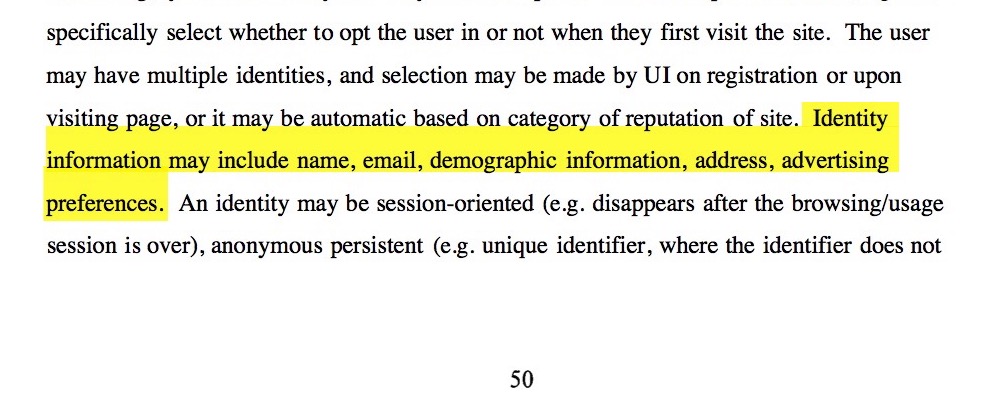 specifically select whether to opt the user in or not when they first visit the site. The user
may have multiple identities, and selection may be made by UI on registration or upon
visiting page, or it may be automatic based on category of reputation of site. Identity
information may include name, email, demographic information, address, advertising
preferences. An identity may be session-oriented (e.g. disappears after the browsing/usage
session is over), anonymous persistent (e.g. unique identifier, where the identifier does not
50